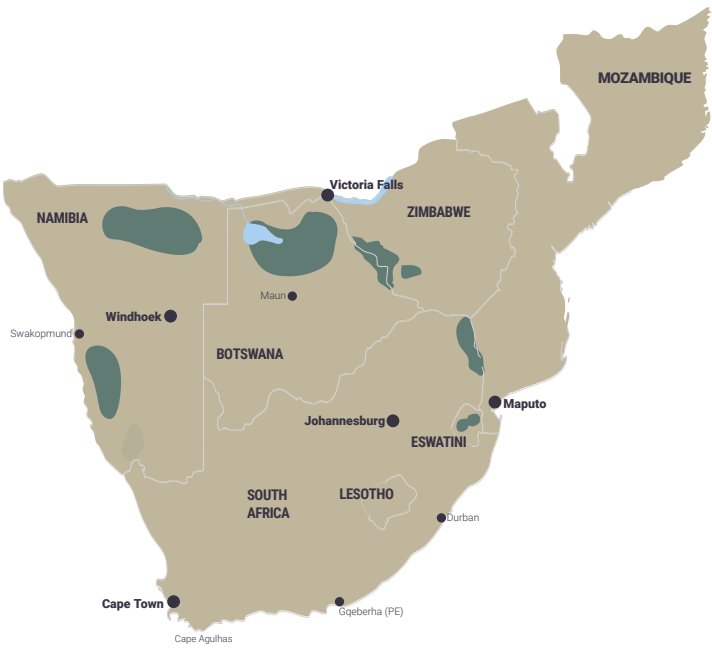 MOZAMBIQUE
Victoria Falls
ZIMBABWE
NAMIBIA
Maun
Windhoek
Swakopmund
BOTSWANA
Maputo
Johannesburg
ESWATINI
SOUTH
AFRICA
LESOTHO
Durban
Cape Town
Gqeberha (PE)
Cape Agulhas